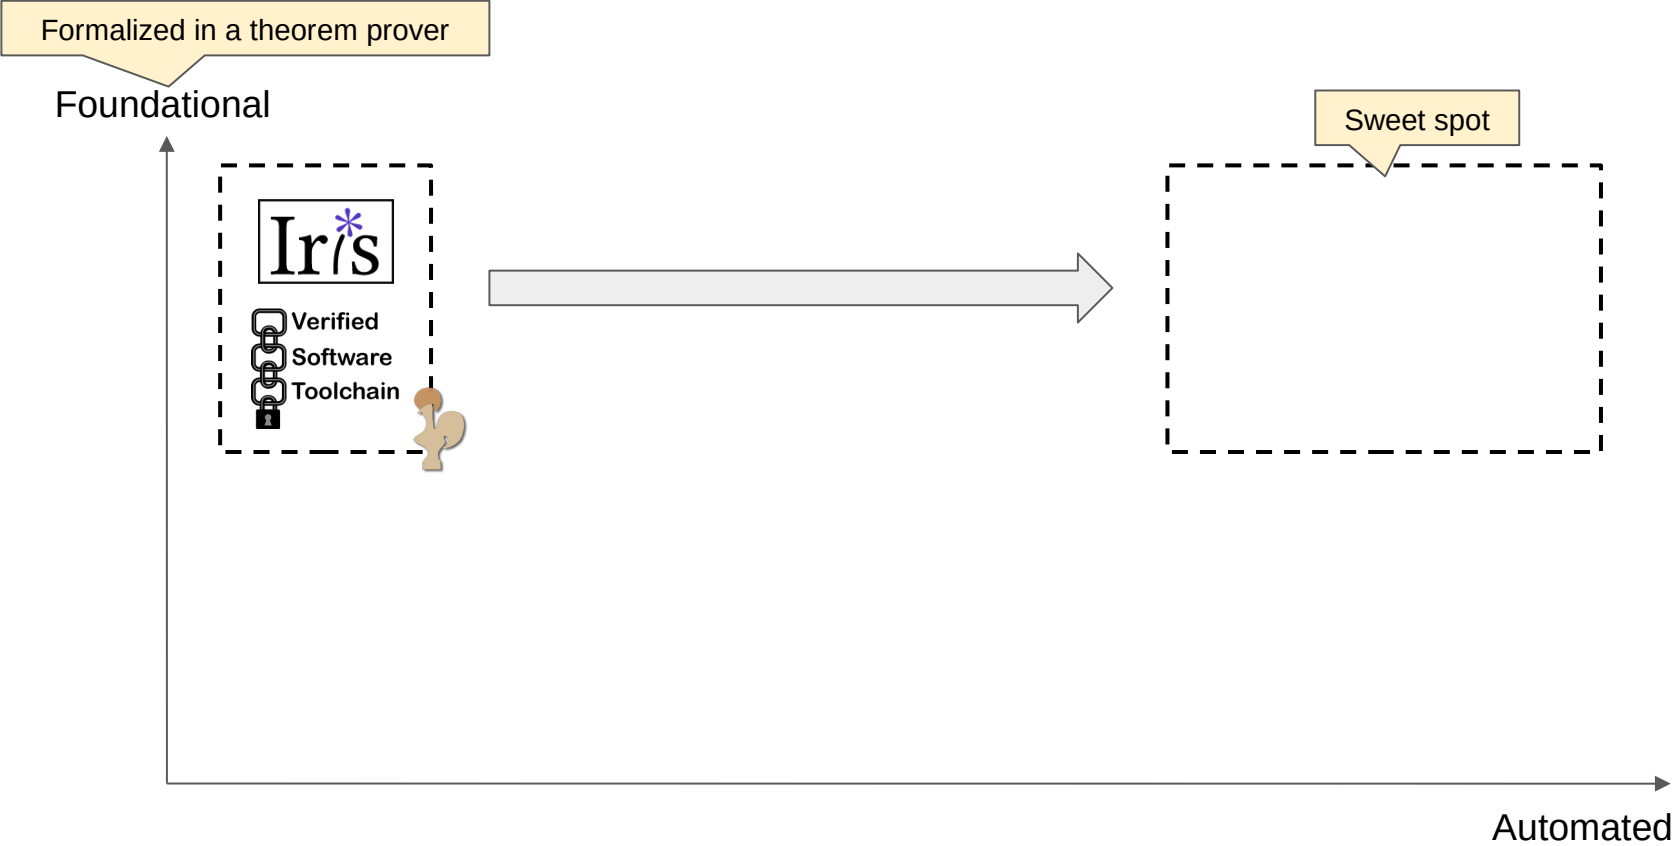 Formalized in a theorem prover
Foundational
Sweet spot
Iris
Verified
Software
Toolchain
Automated